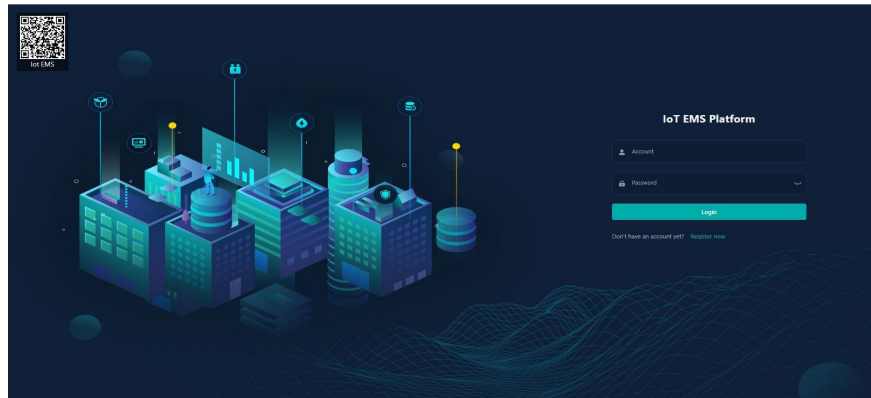 Iot EMS
IoT EMS Platform
Account
Password
Login
Don't have an account yet? Register now